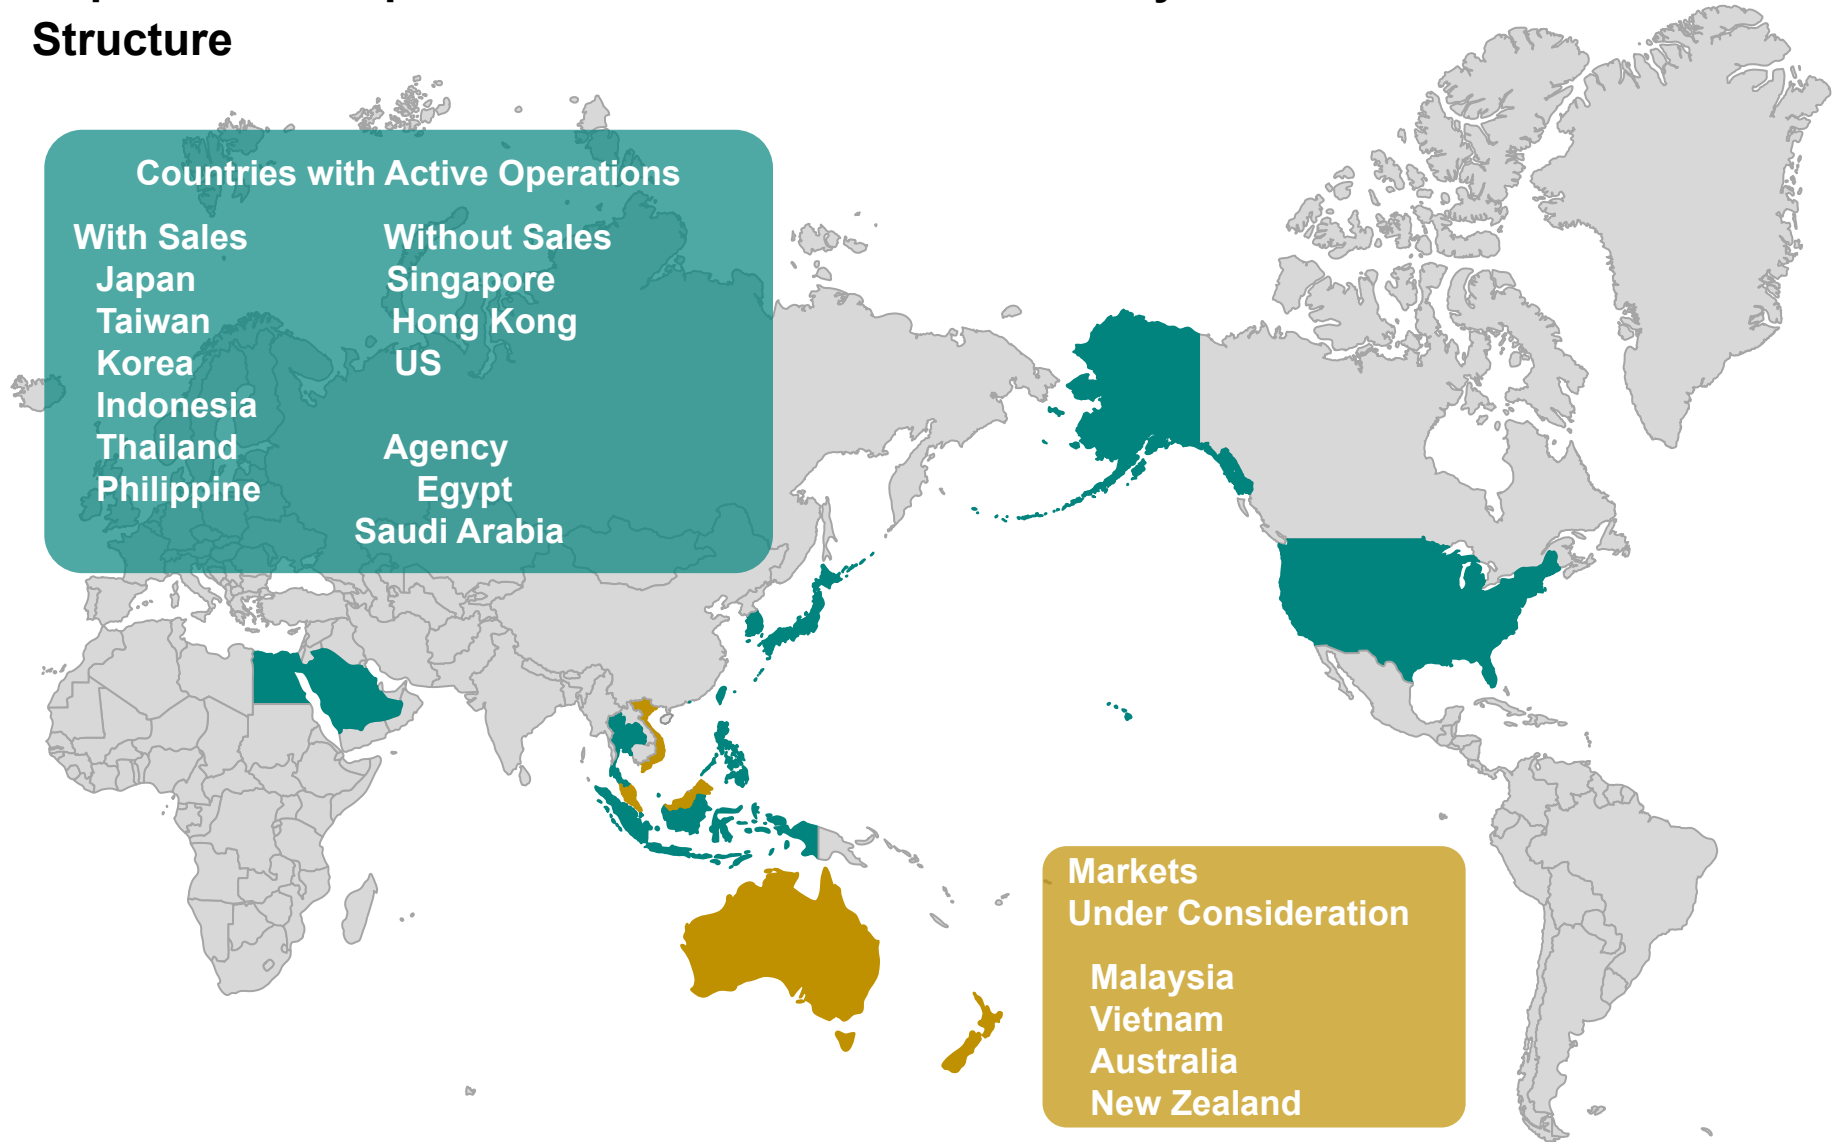 Structure
Countries with Active Operations
With Sales
Japan
Taiwan
Korea
Indonesia
Thailand
Philippine
Without Sales
Singapore
Hong Kong
US
Agency
Egypt
Saudi Arabia
Markets
Under Consideration
Malaysia
Vietnam
Australia
New Zealand